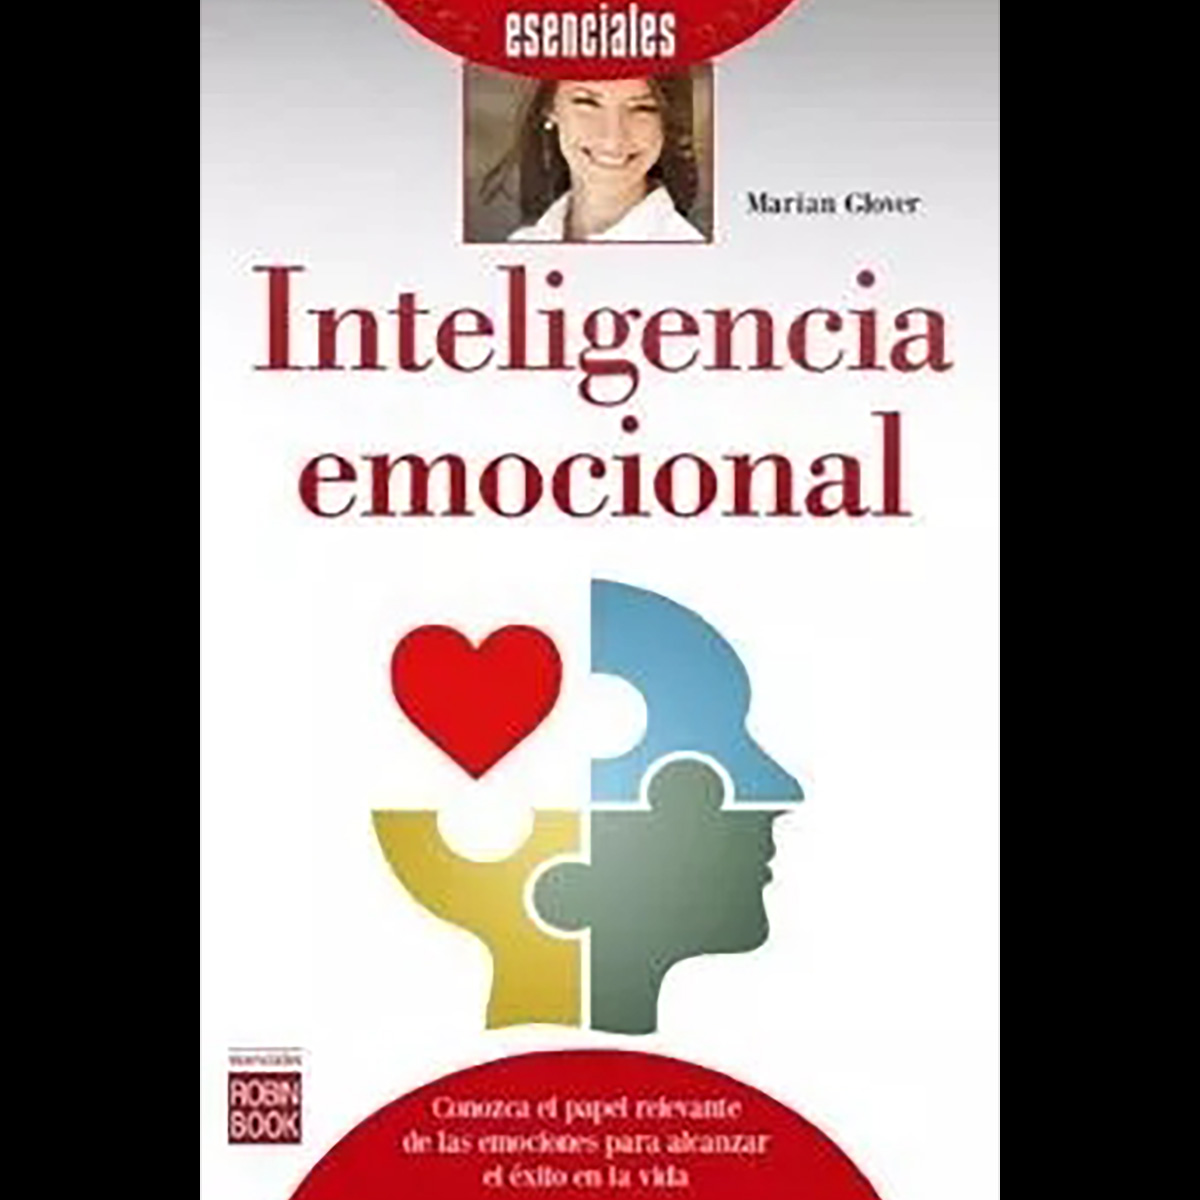 esenciales
Marian Glover
Inteligencia
emocional
esenciales
ROBIN
BOOK
Conozca el papel relevante
de las emociones para alcanzar
el éxito en la vida